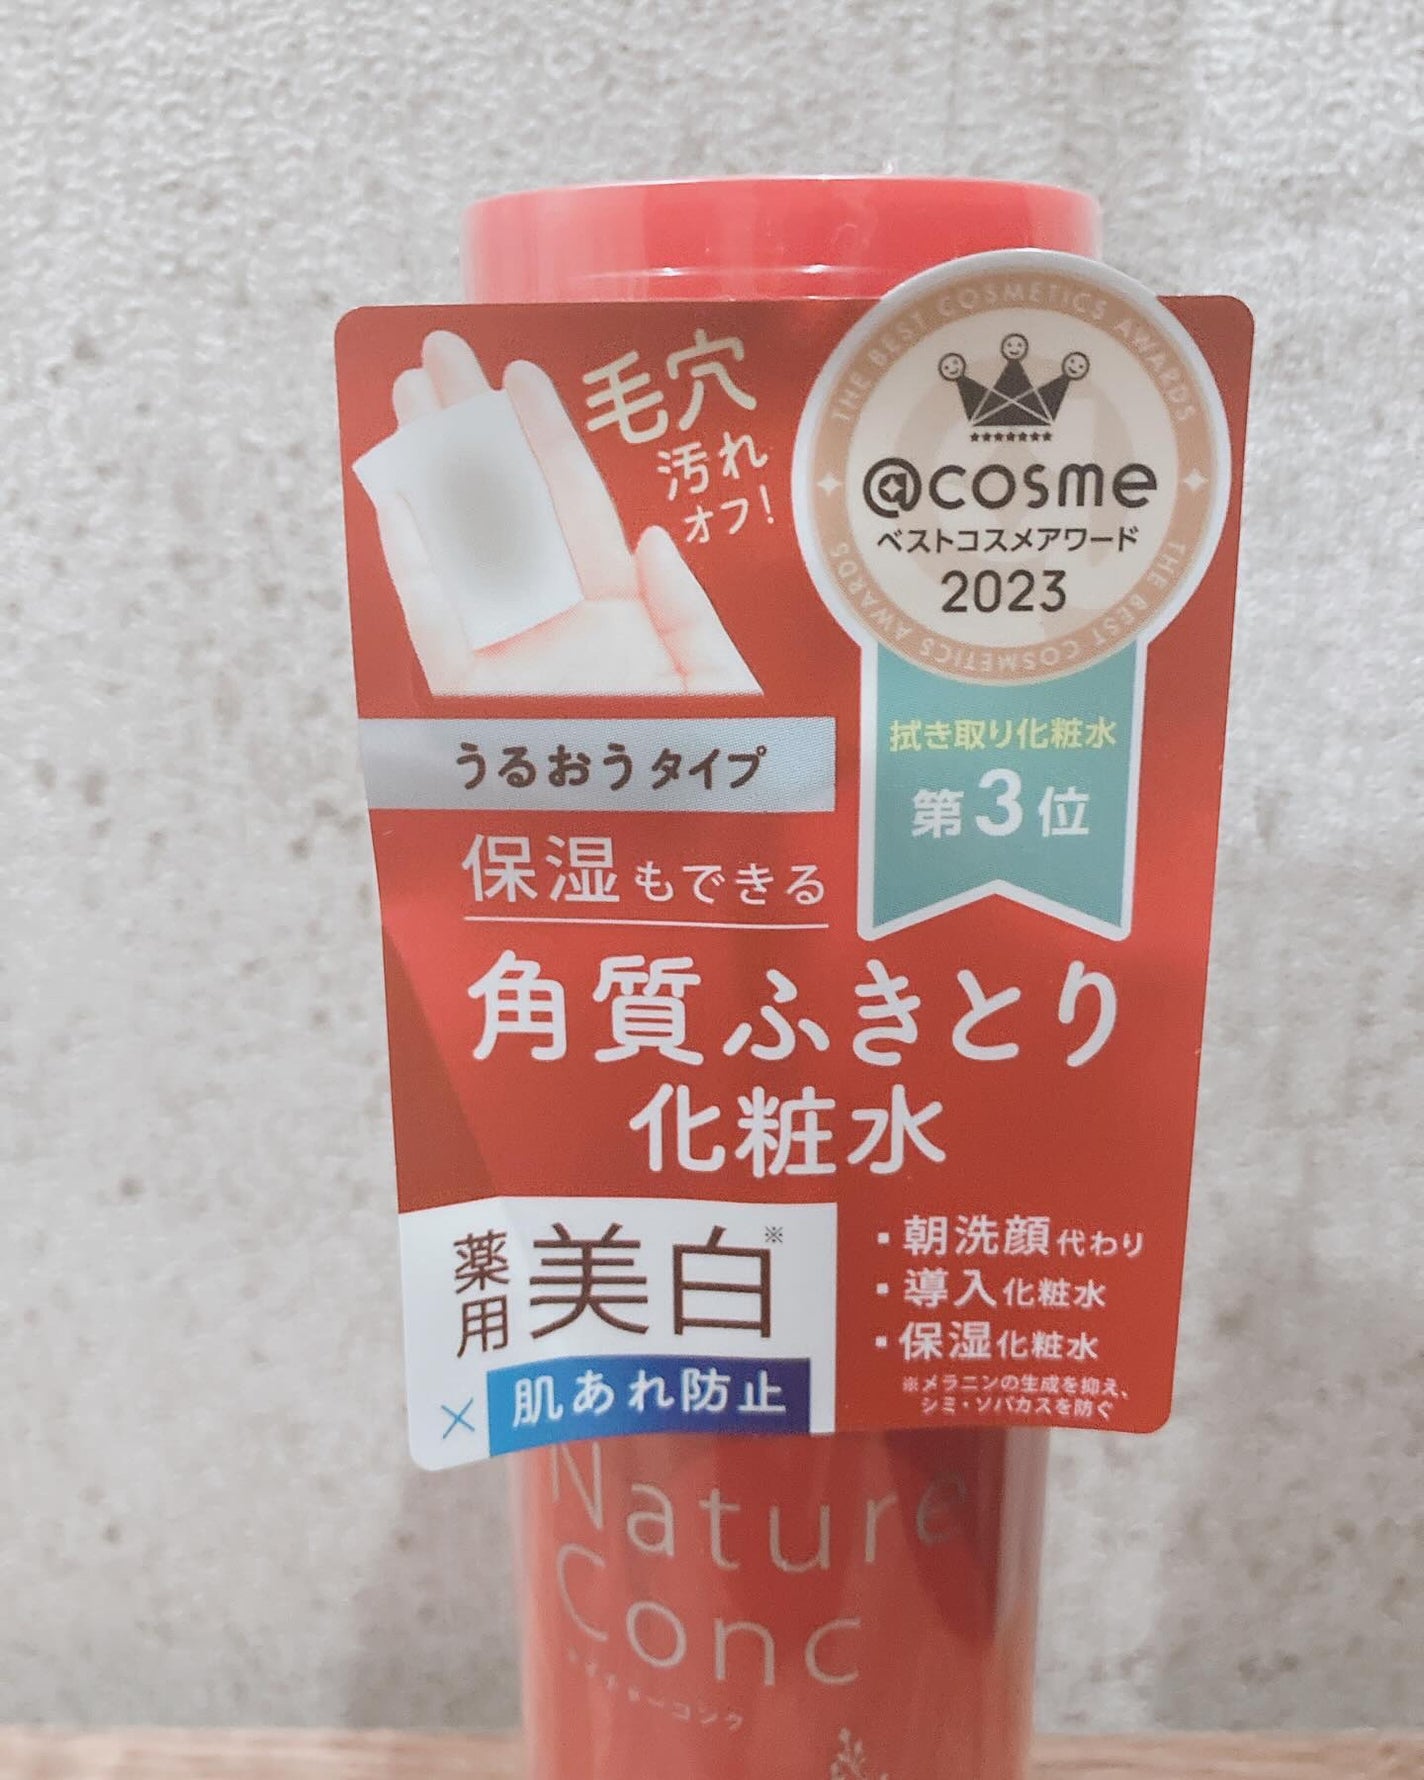 毛穴
汚れ
オフ!
THE BEST COSMETICS AWARDS
@cosme
ベストコスメアワード
2023
THE BEST COSMETICS AWARDS
拭き取り化粧水
第3位
うるおうタイプ
保湿もできる
角質ふきとり
化粧水
薬用
美白※
× 肌あれ防止
・朝洗顔代わり
・導入化粧水
・保湿化粧水
※メラニンの生成を抑え、
シミ・ソバカスを防ぐ
Nature
Conc
ネイチャーコンク